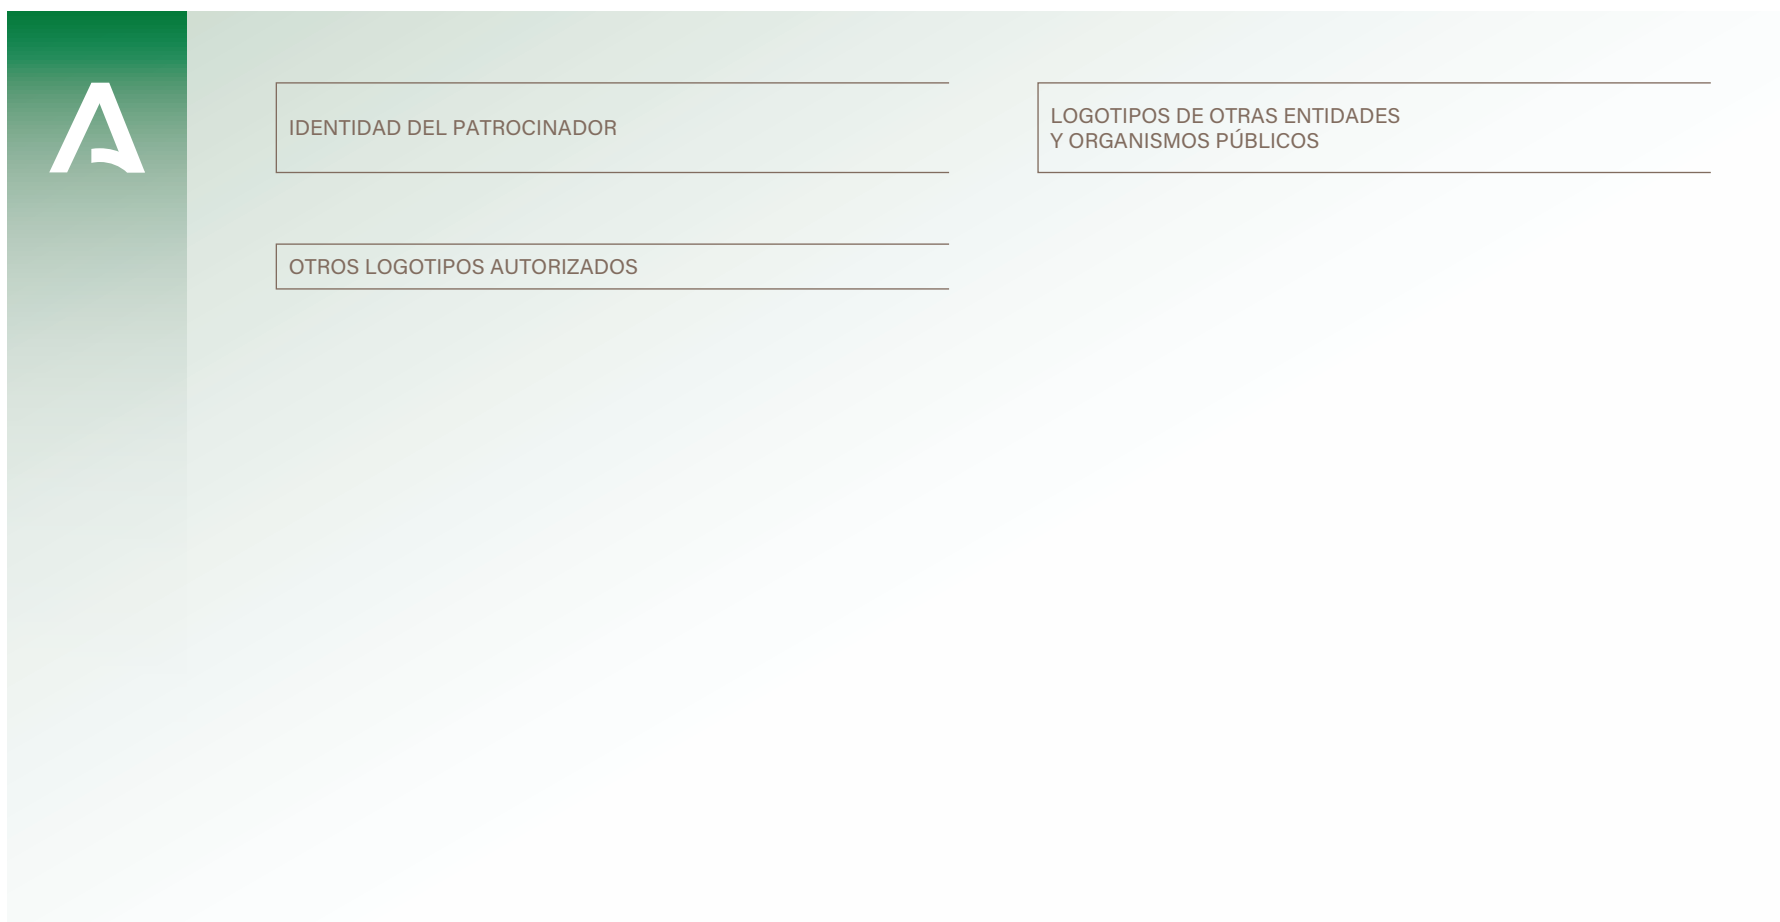 IDENTIDAD DEL PATROCINADOR
LOGOTIPOS DE OTRAS ENTIDADES
Y ORGANISMOS PÚBLICOS
OTROS LOGOTIPOS AUTORIZADOS